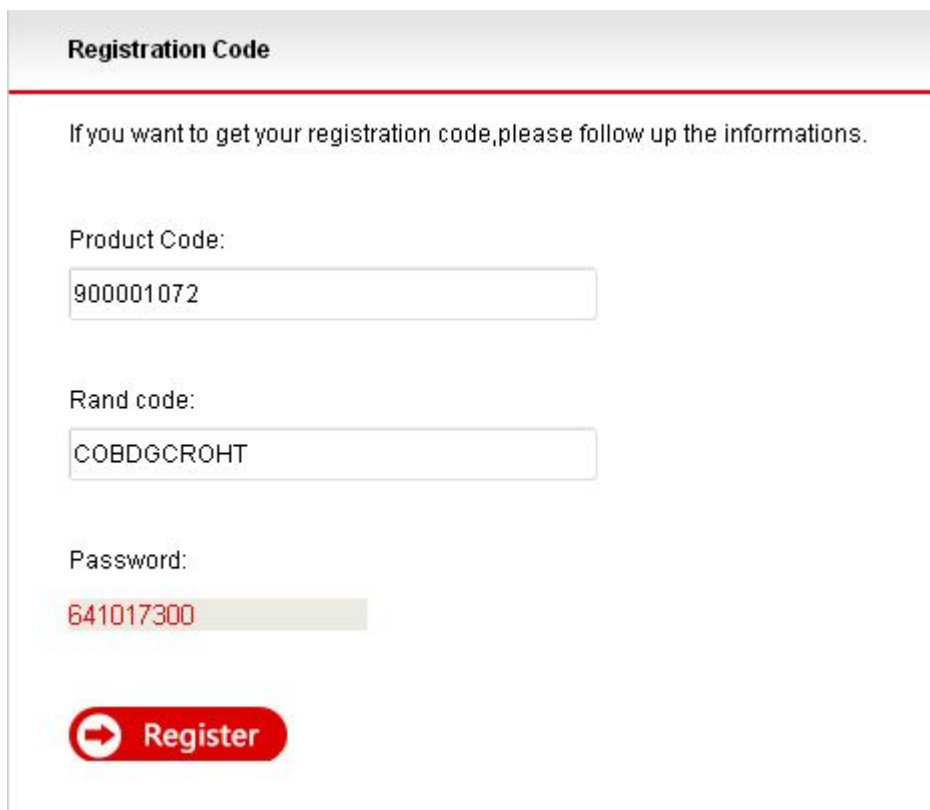 Registration Code
If you want to get your registration code,please follow up the informations.
Product Code:
900001072
Rand code:
COBDGCROHT
Password:
641017300
Register